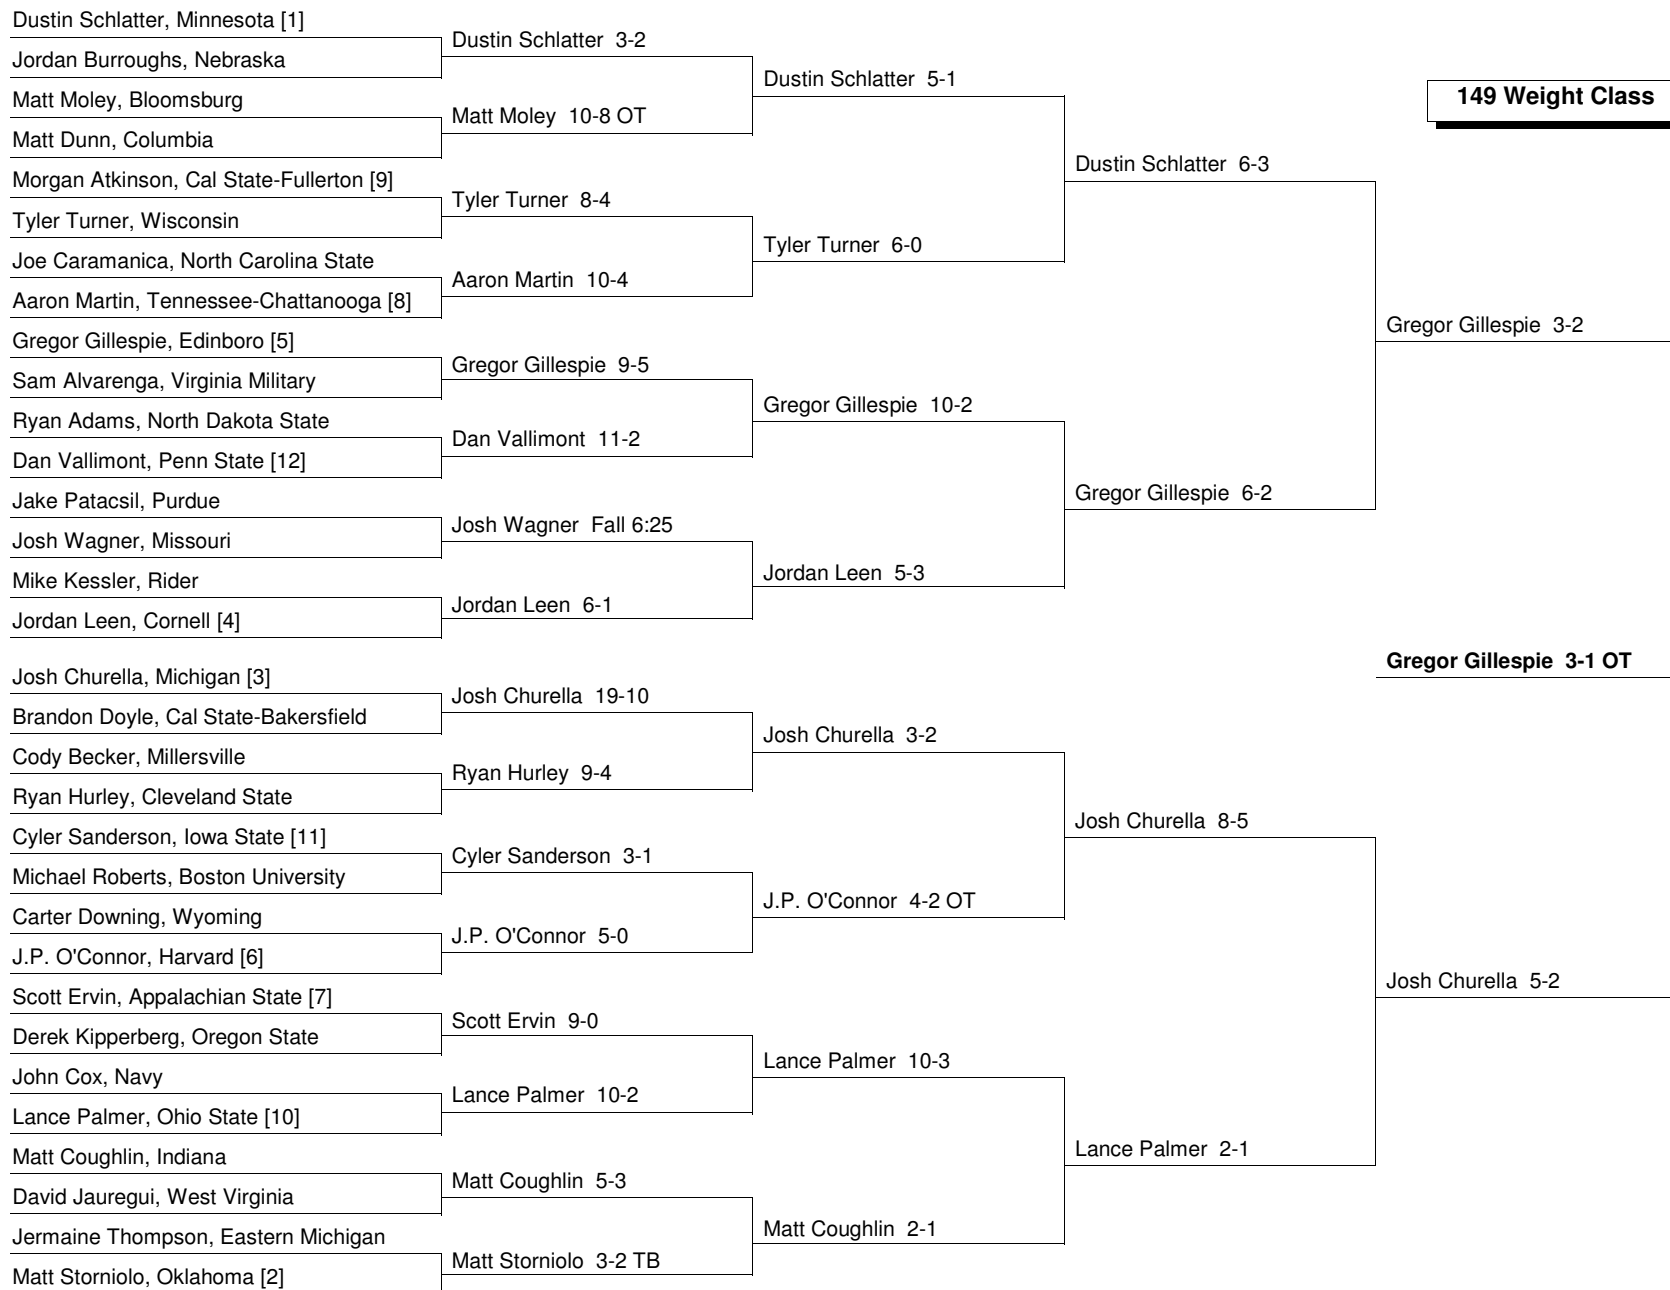 149 Weight Class
Dustin Schlatter, Minnesota [1]
Jordan Burroughs, Nebraska
Matt Moley, Bloomsburg
Matt Dunn, Columbia
Morgan Atkinson, Cal State-Fullerton [9]
Tyler Turner, Wisconsin
Joe Caramanica, North Carolina State
Aaron Martin, Tennessee-Chattanooga [8]
Gregor Gillespie, Edinboro [5]
Sam Alvarenga, Virginia Military
Ryan Adams, North Dakota State
Dan Vallimont, Penn State [12]
Jake Patacsil, Purdue
Josh Wagner, Missouri
Mike Kessler, Rider
Jordan Leen, Cornell [4]
Josh Churella, Michigan [3]
Brandon Doyle, Cal State-Bakersfield
Cody Becker, Millersville
Ryan Hurley, Cleveland State
Cyler Sanderson, Iowa State [11]
Michael Roberts, Boston University
Carter Downing, Wyoming
J.P. O'Connor, Harvard [6]
Scott Ervin, Appalachian State [7]
Derek Kipperberg, Oregon State
John Cox, Navy
Lance Palmer, Ohio State [10]
Matt Coughlin, Indiana
David Jauregui, West Virginia
Jermaine Thompson, Eastern Michigan
Matt Storniolo, Oklahoma [2]
Dustin Schlatter 3-2
Matt Moley 10-8 OT
Tyler Turner 8-4
Aaron Martin 10-4
Gregor Gillespie 9-5
Dan Vallimont 11-2
Josh Wagner Fall 6:25
Jordan Leen 6-1
Josh Churella 19-10
Ryan Hurley 9-4
Cyler Sanderson 3-1
J.P. O'Connor 5-0
Scott Ervin 9-0
Lance Palmer 10-2
Matt Coughlin 5-3
Matt Storniolo 3-2 TB
Dustin Schlatter 5-1
Tyler Turner 6-0
Gregor Gillespie 10-2
Jordan Leen 5-3
Josh Churella 3-2
J.P. O'Connor 4-2 OT
Lance Palmer 10-3
Matt Coughlin 2-1
Dustin Schlatter 6-3
Gregor Gillespie 6-2
Josh Churella 8-5
Lance Palmer 2-1
Gregor Gillespie 3-2
Josh Churella 5-2
Gregor Gillespie 3-1 OT